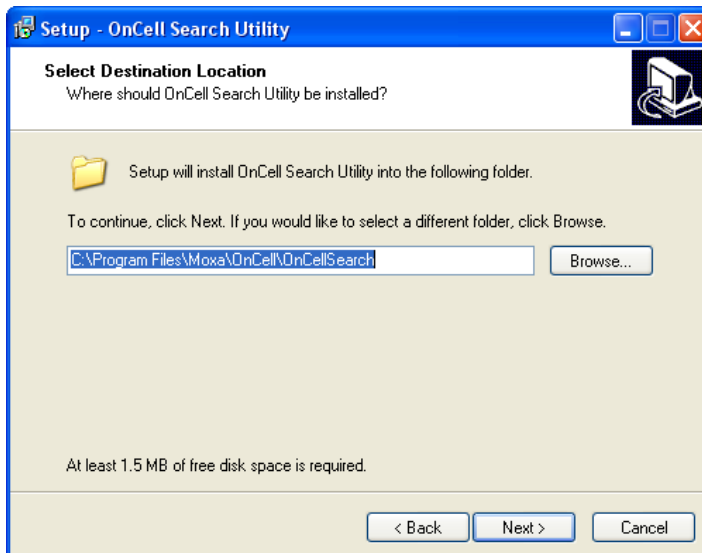 Setup - OnCell Search Utility
Select Destination Location
Where should OnCell Search Utility be installed?
Setup will install OnCell Search Utility into the following folder.
To continue, click Next. If you would like to select a different folder, click Browse.
C:\Program Files\Moxa\OnCell\OnCellSearch
Browse...
At least 1.5 MB of free disk space is required.
< Back
Next >
Cancel